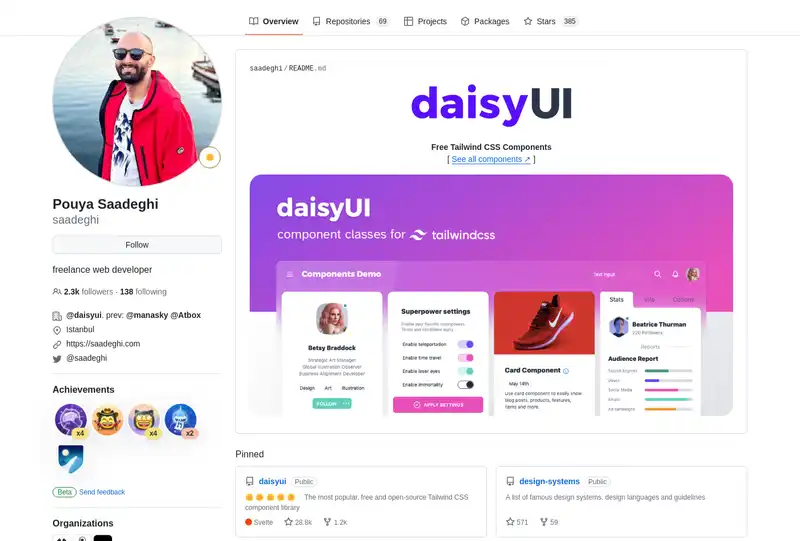 Overview
Repositories 69
Projects
Packages
Stars 385
saadeghi/README.md
daisyUI
Free Tailwind CSS Components
[ See all components ↗ ]
daisyUI
component classes for tailwindcss
Components Demo
Text input
Betsy Braddock
Strategic Art Manager
Global Illustration Observer
Business Alignment Developer
Design Art Illustration
FOLLOW
Superpower settings
Enable teleportation
Enable time travel
Enable laser eyes
Enable immortality
APPLY SETTINGS
Card Component
May 14th
Use card component to easily show
blog posts, products, features,
items and more.
Stats
Beatrice Thurman
Reports
Audience Report
Pouya Saadeghi
saadeghi
Follow
freelance web developer
2.3k followers · 138 following
@daisyui. prev: @manasky @Atbox
Istanbul
https://saadeghi.com
@saadeghi
Achievements
x4
x4
x2
Beta Send feedback
Organizations
Pinned
daisyui Public
The most popular, free and open-source Tailwind CSS
component library
Svelte 28.8k 1.2k
design-systems Public
A list of famous design systems, design languages and guidelines
571 59